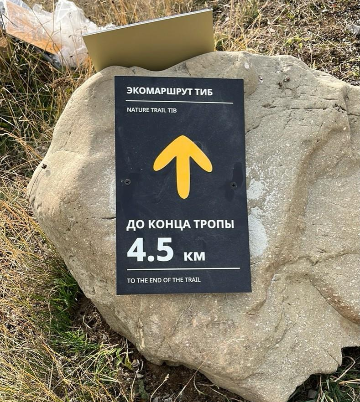 ЭКОМАРШРУТ ТИБ
NATURE TRAIL TIB
ДО КОНЦА ТРОПЫ
4.5 км
TO THE END OF THE TRAIL